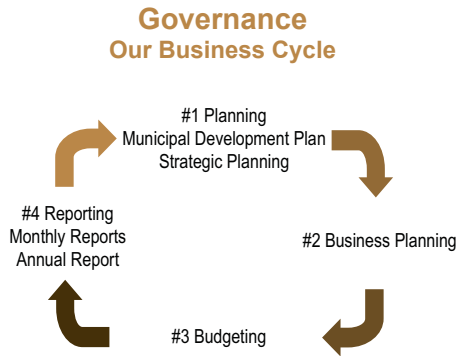 Governance
Our Business Cycle
#1 Planning
Municipal Development Plan
Strategic Planning
#2 Business Planning
#3 Budgeting
#4 Reporting
Monthly Reports
Annual Report